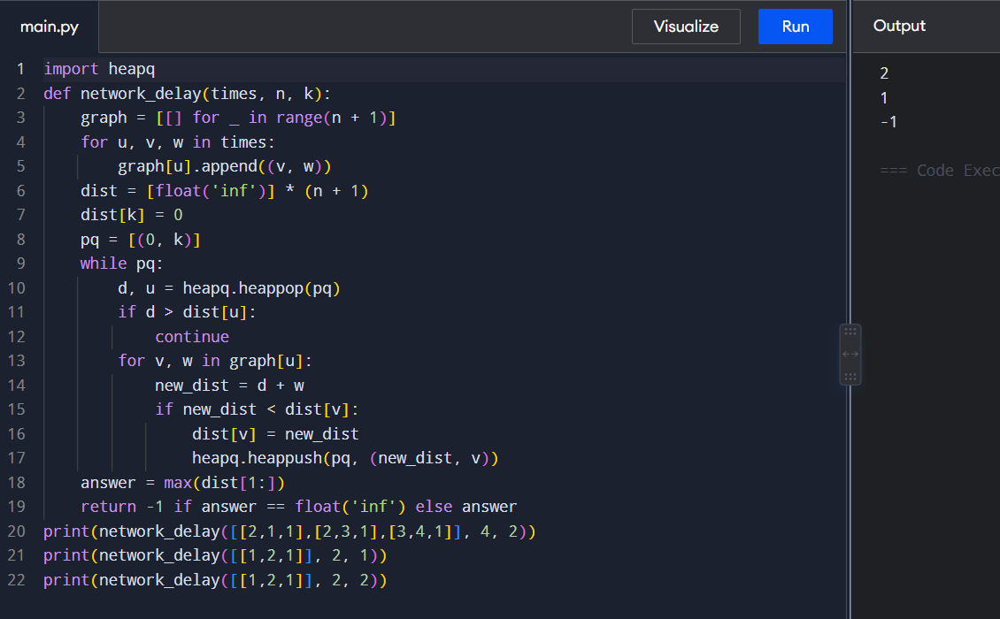 main.py
Visualize
Run
Output
1 import heapq
2 def network_delay(times, n, k):
3     graph = [[] for _ in range(n + 1)]
4     for u, v, w in times:
5         graph[u].append((v, w))
6     dist = [float('inf')] * (n + 1)
7     dist[k] = 0
8     pq = [(0, k)]
9     while pq:
10         d, u = heapq.heappop(pq)
11         if d > dist[u]:
12             continue
13         for v, w in graph[u]:
14             new_dist = d + w
15             if new_dist < dist[v]:
16                 dist[v] = new_dist
17                 heapq.heappush(pq, (new_dist, v))
18     answer = max(dist[1:])
19     return -1 if answer == float('inf') else answer
20 print(network_delay([[2,1,1],[2,3,1],[3,4,1]], 4, 2))
21 print(network_delay([[1,2,1]], 2, 1))
22 print(network_delay([[1,2,1]], 2, 2))
2
1
-1
=== Code Exec